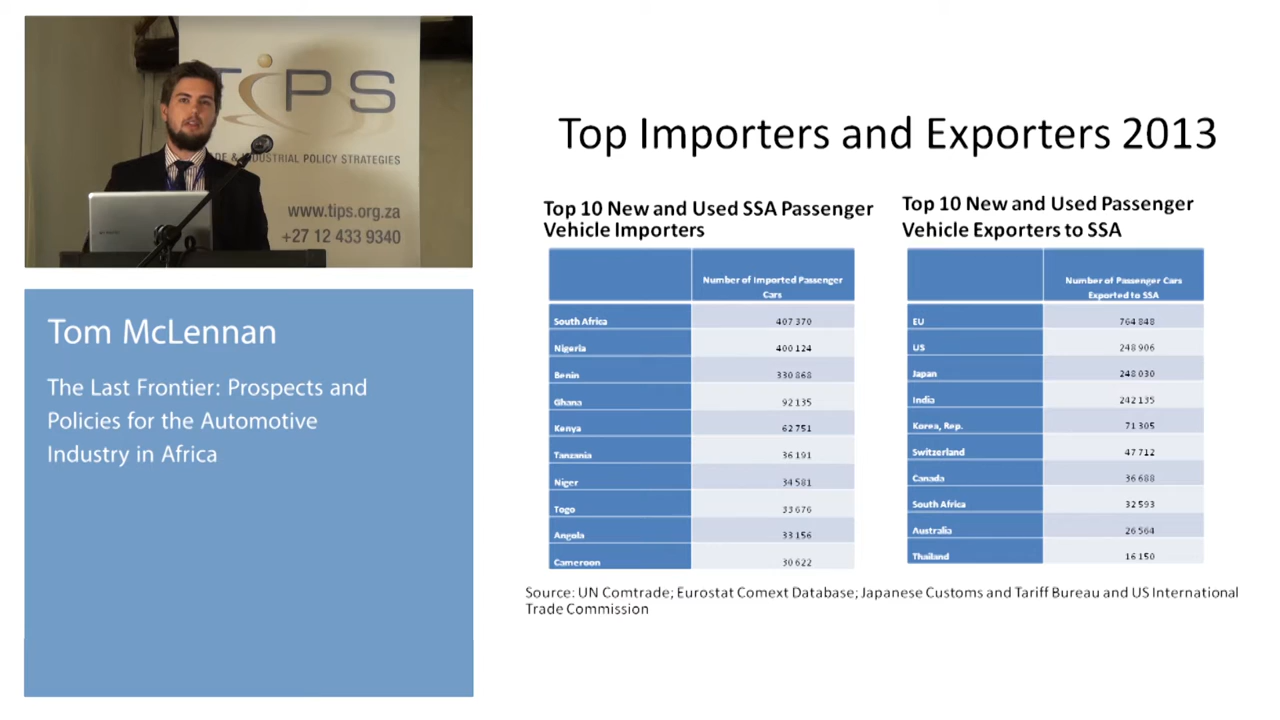 TiPS
DE & INDUSTRIAL POLICY STRATEGIES
www.tips.org.za
+27 12 433 9340
Tom McLennan
The Last Frontier: Prospects and
Policies for the Automotive
Industry in Africa
Top Importers and Exporters 2013
Top 10 New and Used SSA Passenger
Vehicle Importers
Number of Imported Passenger
Cars
South Africa 407 370
Nigeria 400 124
Benin 330 868
Ghana 92 135
Kenya 62 751
Tanzania 36 191
Niger 34 581
Togo 33 676
Angola 33 156
Cameroon 30 622
Top 10 New and Used Passenger
Vehicle Exporters to SSA
Number of Passenger Cars
Exported to SSA
EU 764 848
US 248 906
Japan 248 030
India 242 135
Korea, Rep. 71 305
Switzerland 47 712
Canada 36 688
South Africa 32 593
Australia 26 564
Thailand 16 150
Source: UN Comtrade; Eurostat Comext Database; Japanese Customs and Tariff Bureau and US International
Trade Commission